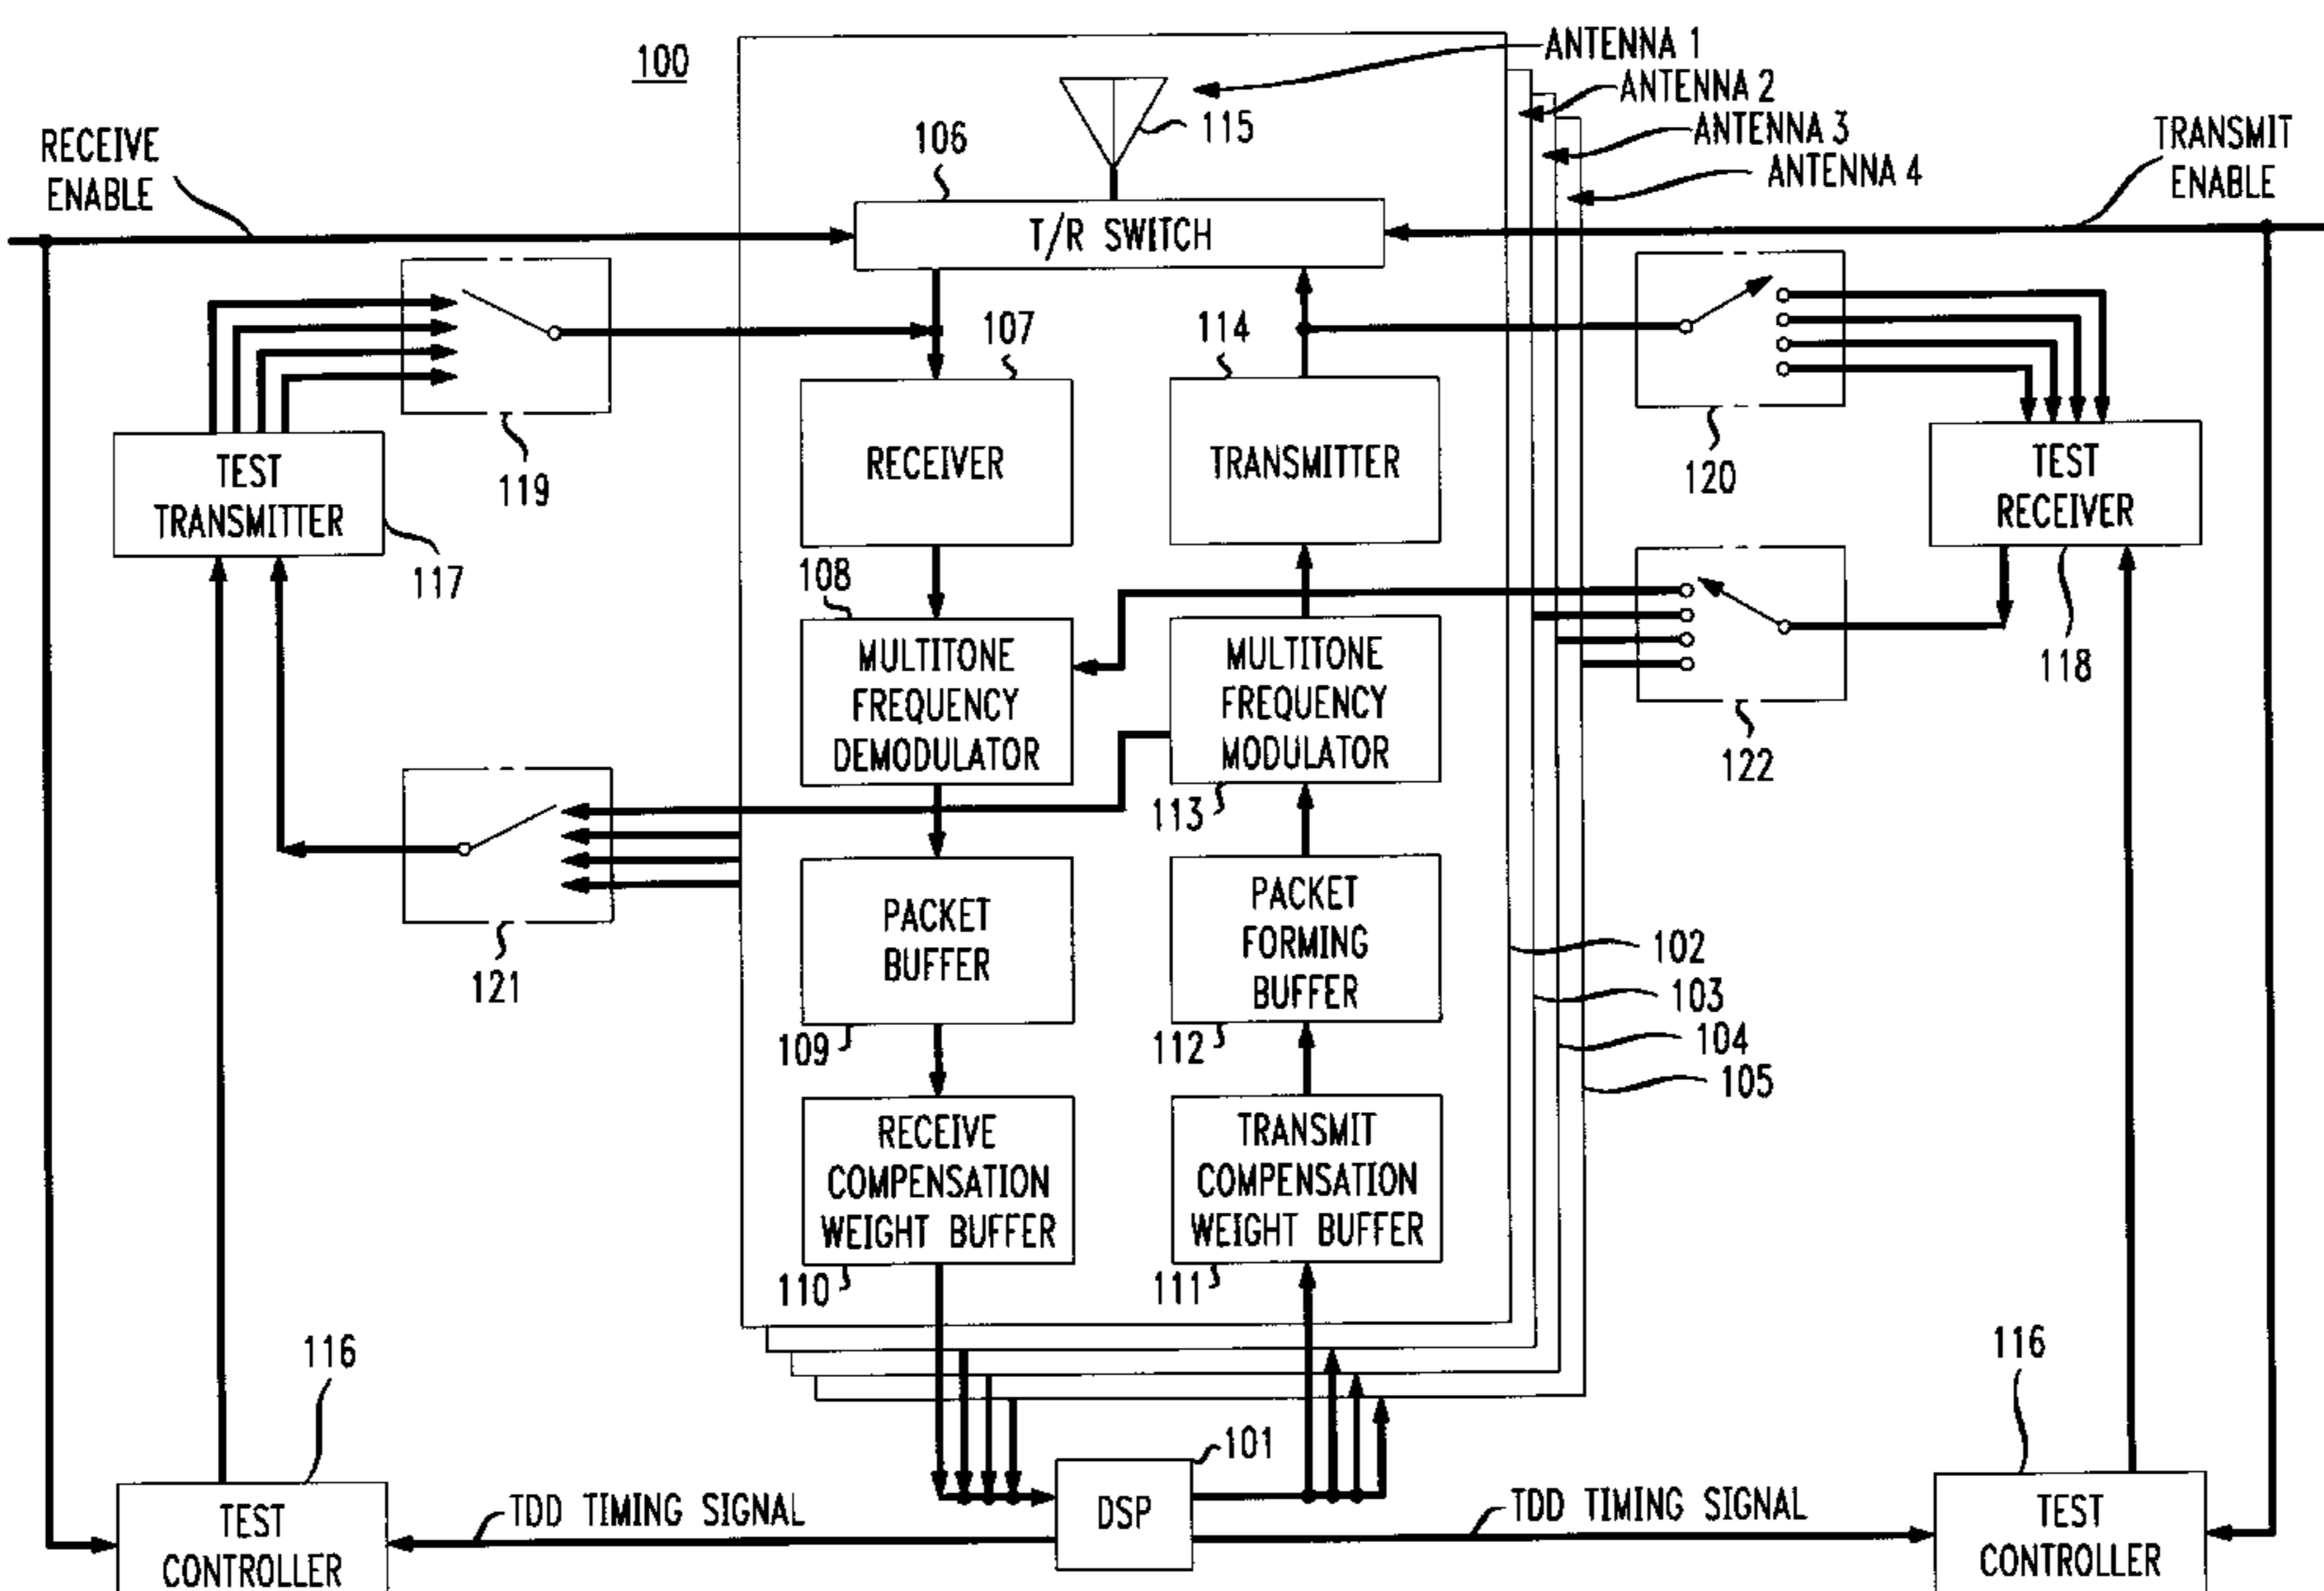 100
ANTENNA 1
ANTENNA 2
ANTENNA 3
ANTENNA 4
115
106
RECEIVE
ENABLE
TRANSMIT
ENABLE
T/R SWITCH
107
114
119
120
RECEIVER
TRANSMITTER
TEST
TRANSMITTER
117
TEST
RECEIVER
118
108
MULTITONE
FREQUENCY
DEMODULATOR
MULTITONE
FREQUENCY
MODULATOR
113
122
121
PACKET
BUFFER
109
PACKET
FORMING
BUFFER
112
102
103
104
105
RECEIVE
COMPENSATION
WEIGHT BUFFER
110
TRANSMIT
COMPENSATION
WEIGHT BUFFER
111
116
116
101
TEST
CONTROLLER
TDD TIMING SIGNAL
DSP
TDD TIMING SIGNAL
TEST
CONTROLLER